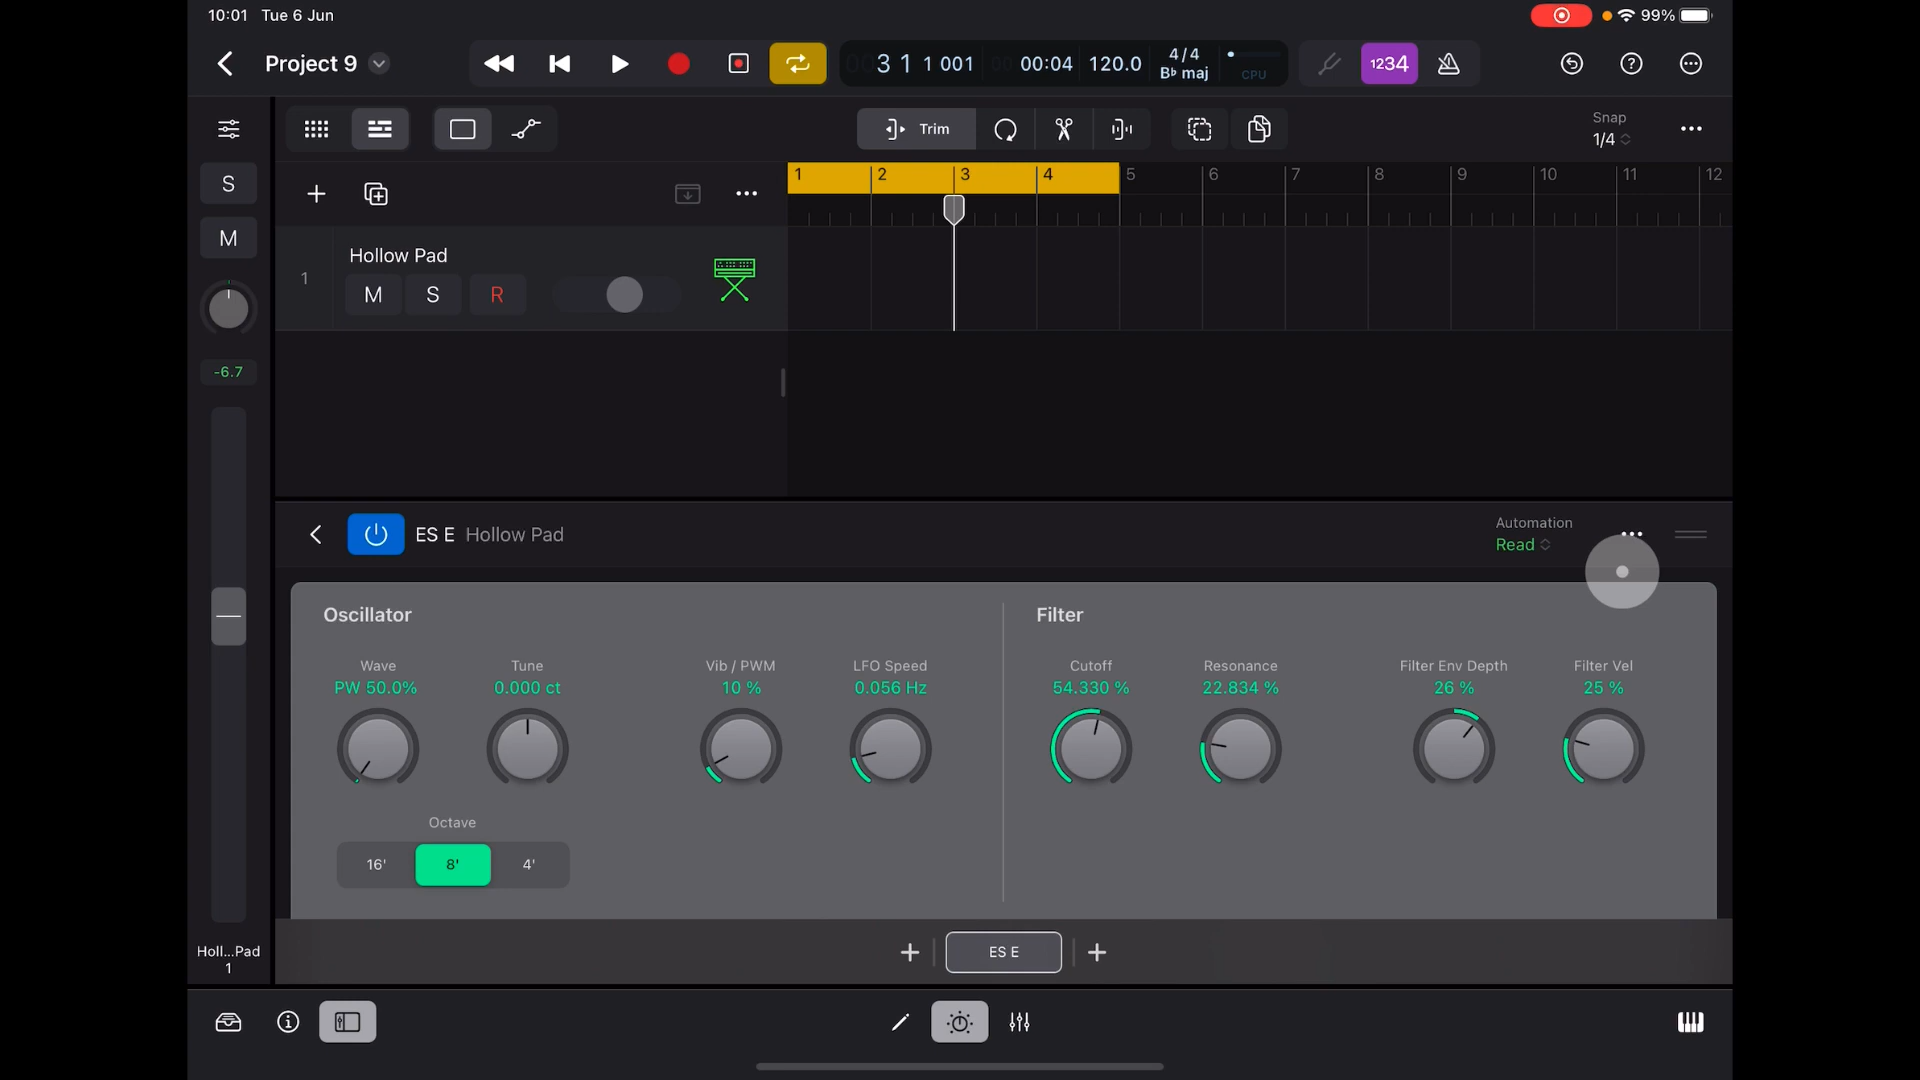 10:01 Tue 6 Jun
99%
Project 9
3 1 1 001
00:04
120.0
4/4
B♭ maj
CPU
1234
Trim
Snap
1/4
S
M
-6.7
1 2 3 4 5 6 7 8 9 10 11 12
1
Hollow Pad
M S R
ES E Hollow Pad
Automation
Read
Oscillator
Filter
Wave
PW 50.0%
Tune
0.000 ct
Vib / PWM
10 %
LFO Speed
0.056 Hz
Cutoff
54.330 %
Resonance
22.834 %
Filter Env Depth
26 %
Filter Vel
25 %
Octave
16' 8' 4'
Holl...Pad
1
ES E